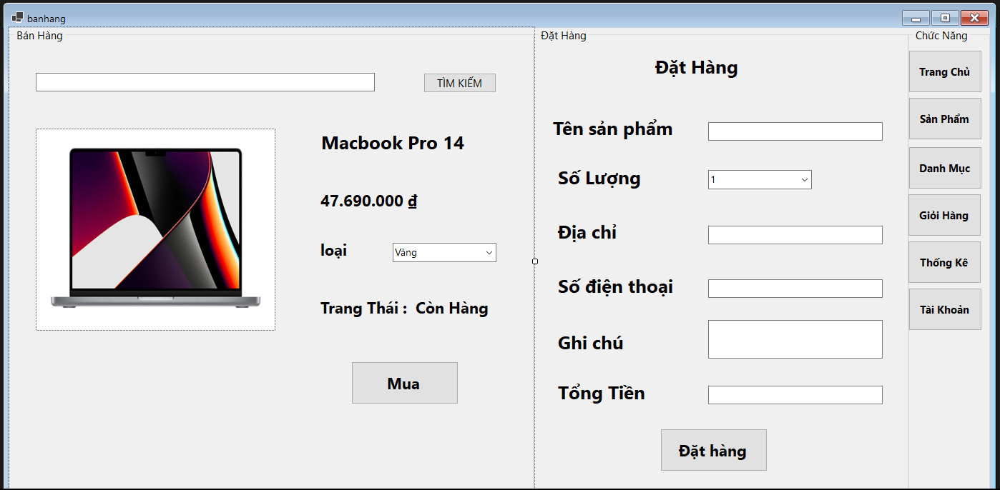 banhang
Bán Hàng
TÌM KIẾM
Macbook Pro 14
47.690.000 ₫
loại
Vàng
Trang Thái : Còn Hàng
Mua
Đặt Hàng
Đặt Hàng
Tên sản phẩm
Số Lượng
1
Địa chỉ
Số điện thoại
Ghi chú
Tổng Tiền
Đặt hàng
Chức Năng
Trang Chủ
Sản Phẩm
Danh Mục
Giỏi Hàng
Thống Kê
Tài Khoản